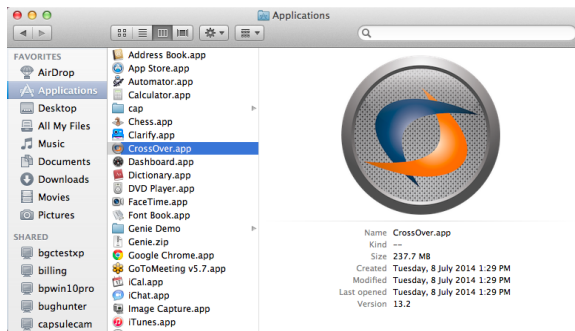 Applications
FAVORITES
AirDrop
Applications
Desktop
All My Files
Music
Documents
Downloads
Movies
Pictures
SHARED
bgctestxp
billing
bpwin10pro
bughunter
capsulecam
Address Book.app
App Store.app
Automator.app
Calculator.app
cap
Chess.app
Clarify.app
CrossOver.app
Dashboard.app
Dictionary.app
DVD Player.app
FaceTime.app
Font Book.app
Genie Demo
Genie.zip
Google Chrome.app
GoToMeeting v5.7.app
iCal.app
iChat.app
Image Capture.app
iTunes.app
Name CrossOver.app
Kind --
Size 237.7 MB
Created Tuesday, 8 July 2014 1:29 PM
Modified Tuesday, 8 July 2014 1:29 PM
Last opened Tuesday, 8 July 2014 1:29 PM
Version 13.2